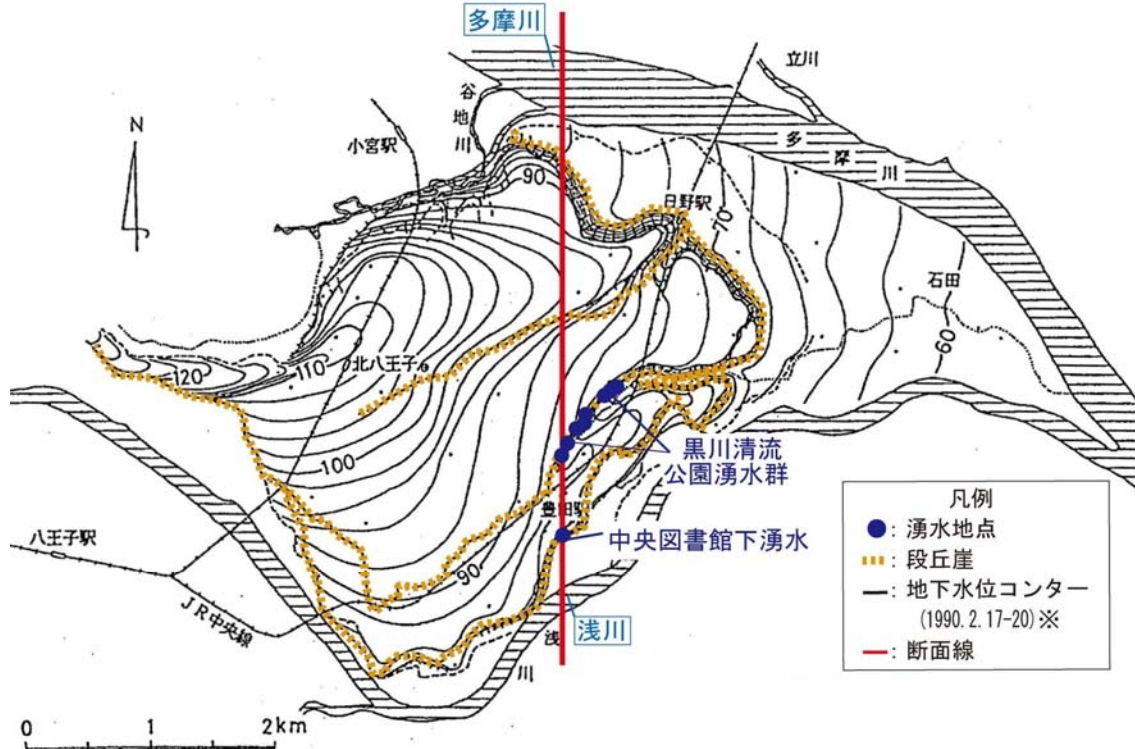 多摩川
立川
谷地川
N
小宮駅
多摩川
90
日野駅
70
石田
60
120
110
北八王子
100
黒川清流
公園湧水群
豊田駅
中央図書館下湧水
八王子駅
90
JR中央線
浅川
浅川
凡例
●: 湧水地点
: 段丘崖
: 地下水位コンター
(1990.2.17-20)※
: 断面線
0 1 2km